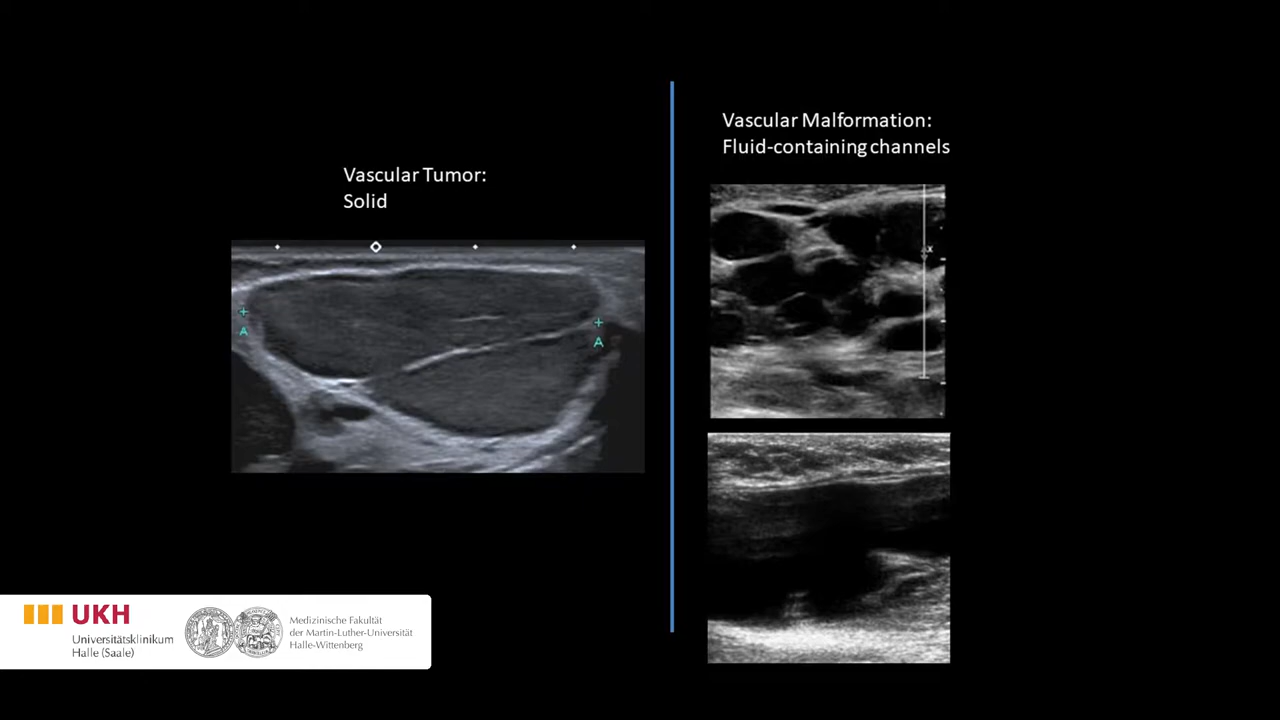 Vascular Tumor:
Solid
A
A
Vascular Malformation:
Fluid-containing channels
x
UKH
Universitätsklinikum
Halle (Saale)
Medizinische Fakultät
der Martin-Luther-Universität
Halle-Wittenberg